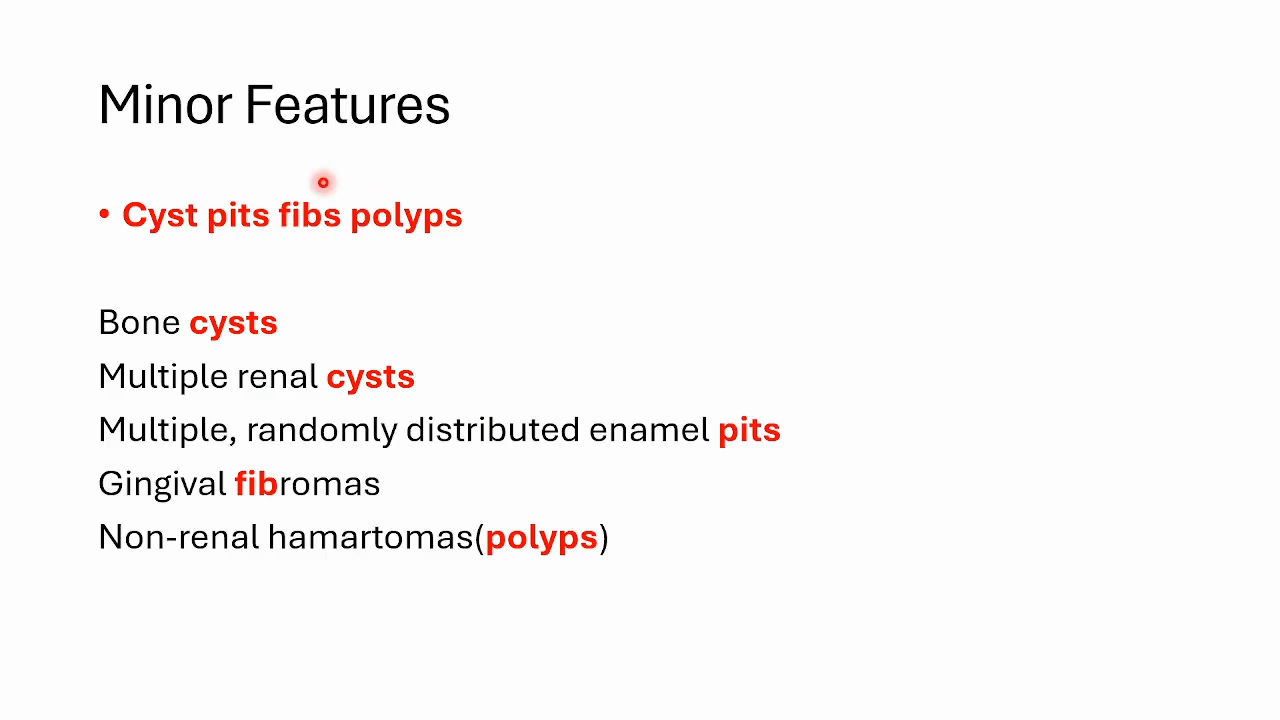 Minor Features
• Cyst pits fibs polyps
Bone cysts
Multiple renal cysts
Multiple, randomly distributed enamel pits
Gingival fibromas
Non-renal hamartomas(polyps)